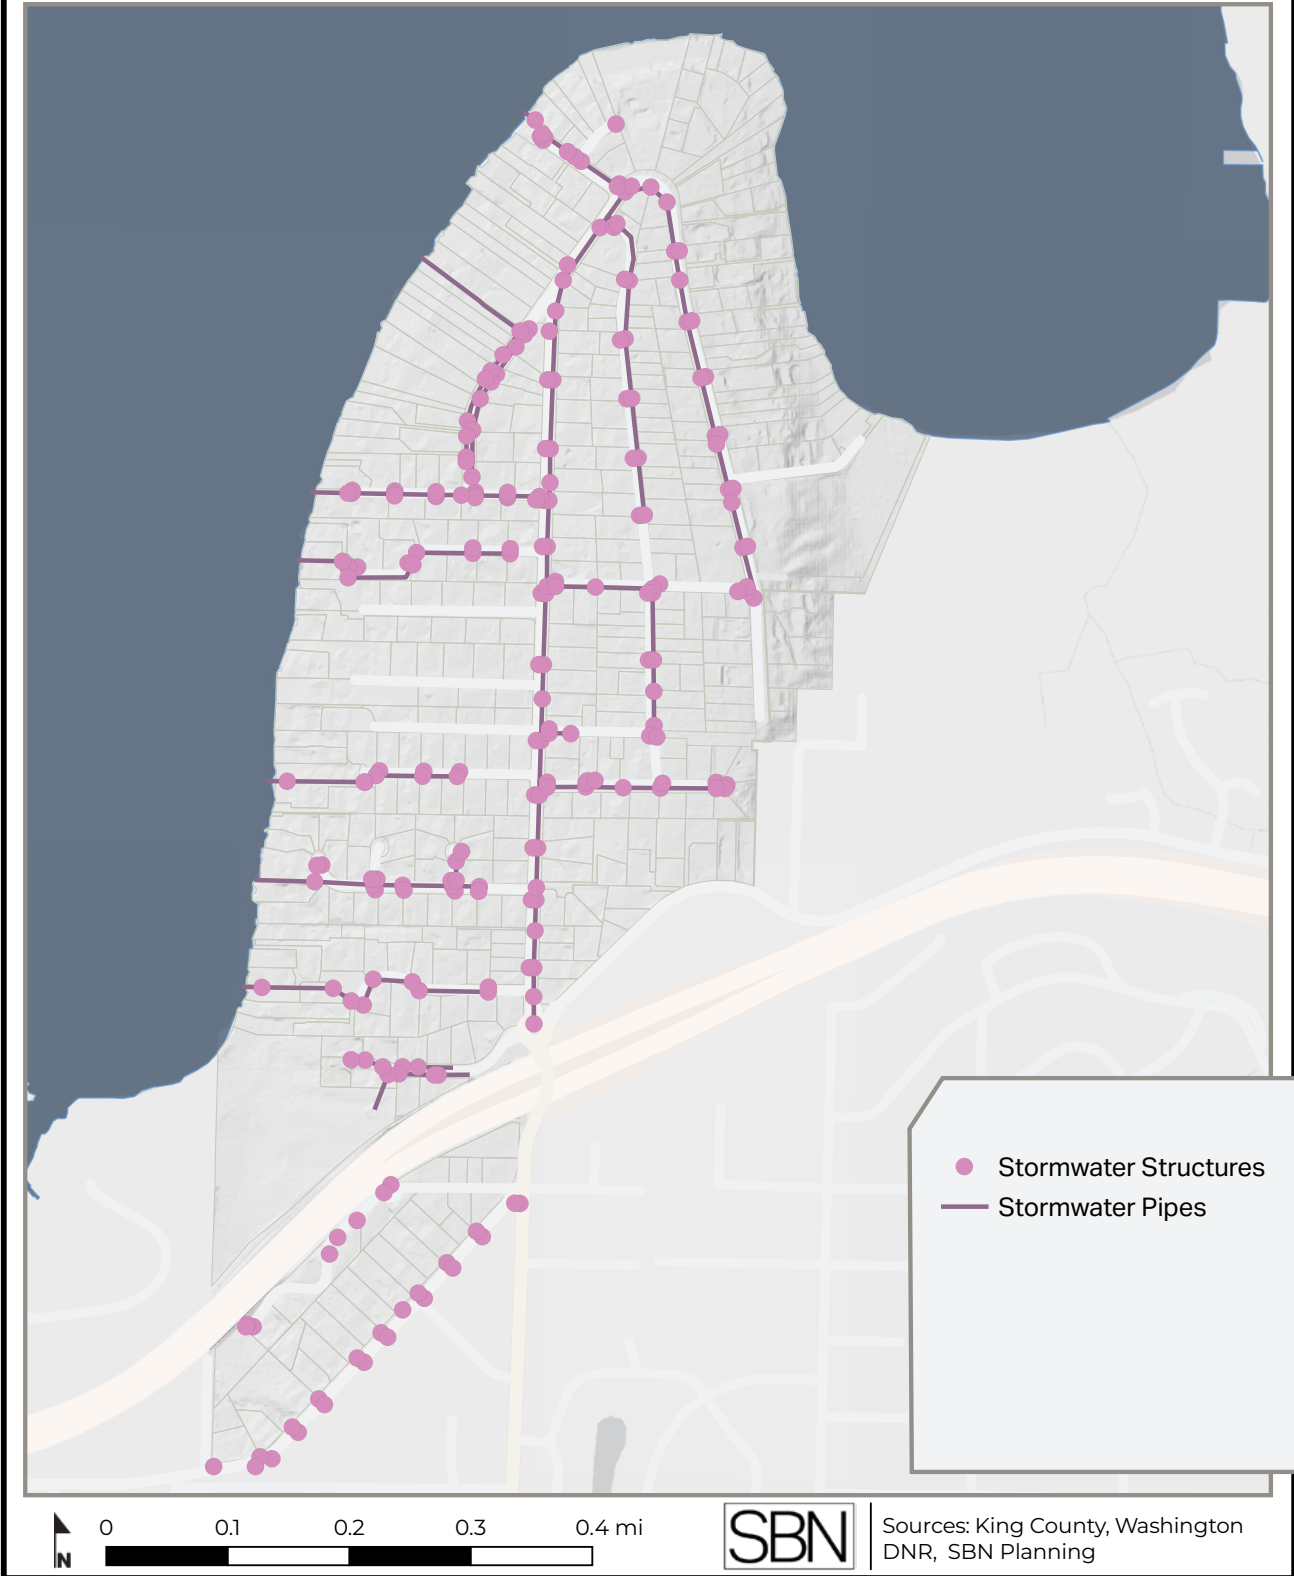 Stormwater Structures
Stormwater Pipes
N
0 0.1 0.2 0.3 0.4 mi
SBN
Sources: King County, Washington
DNR, SBN Planning